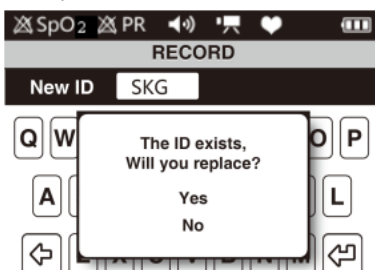 SpO2 PR
RECORD
New ID SKG
Q W O P
The ID exists,
Will you replace?
A L
Yes
No